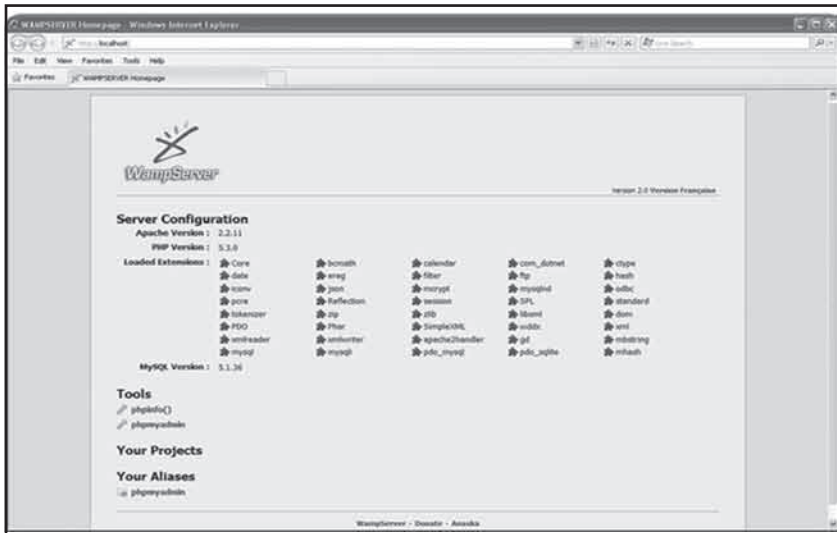 WAMPSERVER Homepage - Windows Internet Explorer
localhost
File Edit View Favorites Tools Help
Favorites WAMPSERVER Homepage
WampServer
Version 2.0 Version Française
Server Configuration
Apache Version : 2.2.11
PHP Version : 5.3.0
Loaded Extensions : Core bcmath calendar com_dotnet ctype
date ereg filter ftp hash
iconv json mcrypt mysqlnd odbc
pcre Reflection session SPL standard
tokenizer zip zlib libxml dom
PDO Phar SimpleXML wddx xml
xmlreader xmlwriter apache2handler gd mbstring
mysql mysqli pdo_mysql pdo_sqlite mhash
MySQL Version : 5.1.36
Tools
phpinfo()
phpmyadmin
Your Projects
Your Aliases
phpmyadmin
WampServer - Donate - Anaska